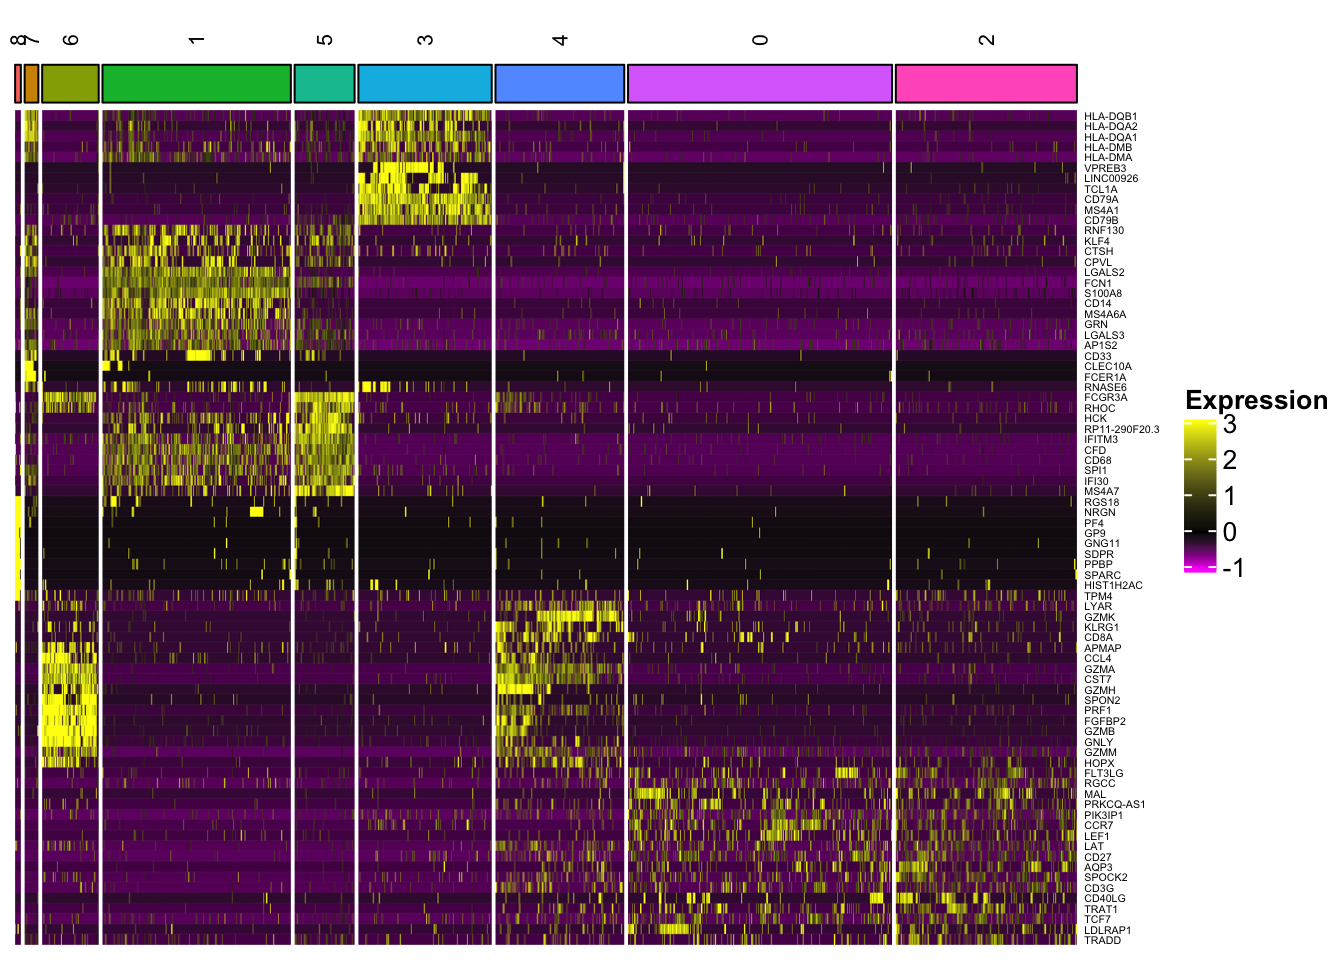 8
7
6
1
5
3
4
0
2
HLA-DQB1
HLA-DQA2
HLA-DQA1
HLA-DMB
HLA-DMA
VPREB3
LINC00926
TCL1A
CD79A
MS4A1
CD79B
RNF130
KLF4
CTSH
CPVL
LGALS2
FCN1
S100A8
CD14
MS4A6A
GRN
LGALS3
AP1S2
CD33
CLEC10A
FCER1A
RNASE6
FCGR3A
RHOC
HCK
RP11-290F20.3
IFITM3
CFD
CD68
SPI1
IFI30
MS4A7
RGS18
NRGN
PF4
GP9
GNG11
SDPR
PPBP
SPARC
HIST1H2AC
TPM4
LYAR
GZMK
KLRG1
CD8A
APMAP
CCL4
GZMA
CST7
GZMH
SPON2
PRF1
FGFBP2
GZMB
GNLY
GZMM
HOPX
FLT3LG
RGCC
MAL
PRKCQ-AS1
PIK3IP1
CCR7
LEF1
LAT
CD27
AQP3
SPOCK2
CD3G
CD40LG
TRAT1
TCF7
LDLRAP1
TRADD
Expression
3
2
1
0
-1